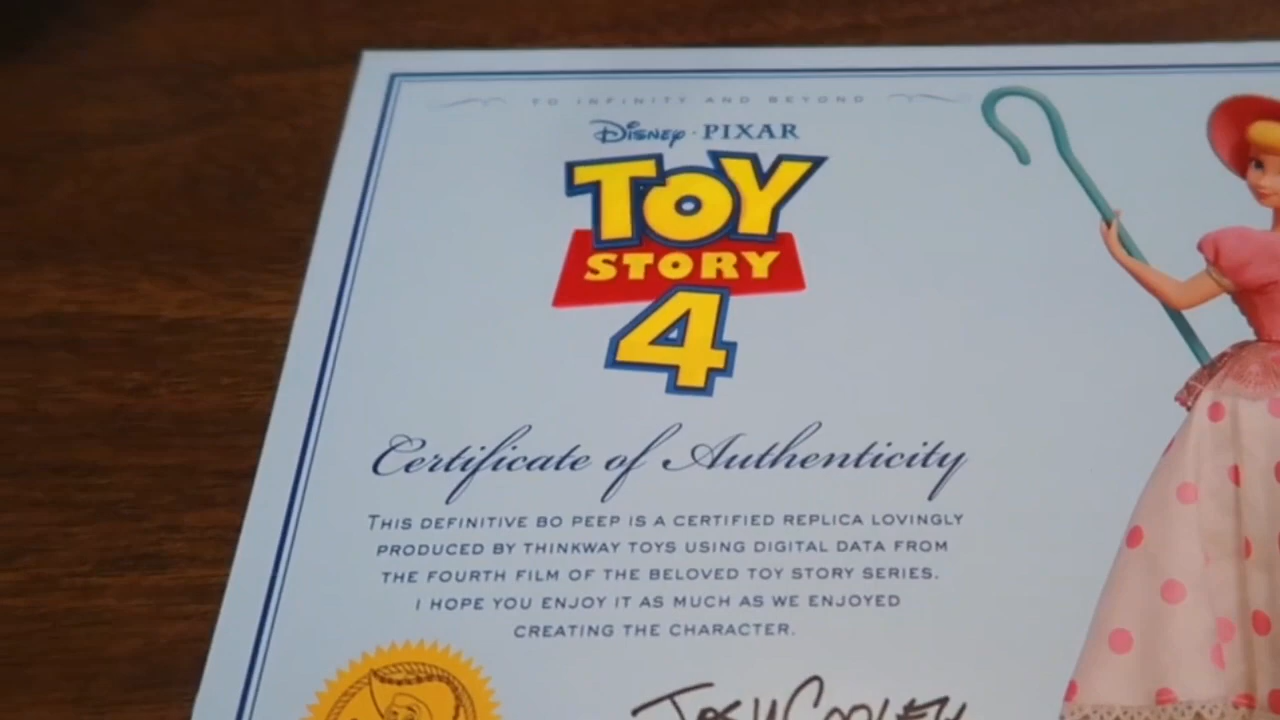 TO INFINITY AND BEYOND
Disney · PIXAR
TOY
STORY
4
Certificate of Authenticity
THIS DEFINITIVE BO PEEP IS A CERTIFIED REPLICA LOVINGLY
PRODUCED BY THINKWAY TOYS USING DIGITAL DATA FROM
THE FOURTH FILM OF THE BELOVED TOY STORY SERIES.
I HOPE YOU ENJOY IT AS MUCH AS WE ENJOYED
CREATING THE CHARACTER.
JOSH COOLEY